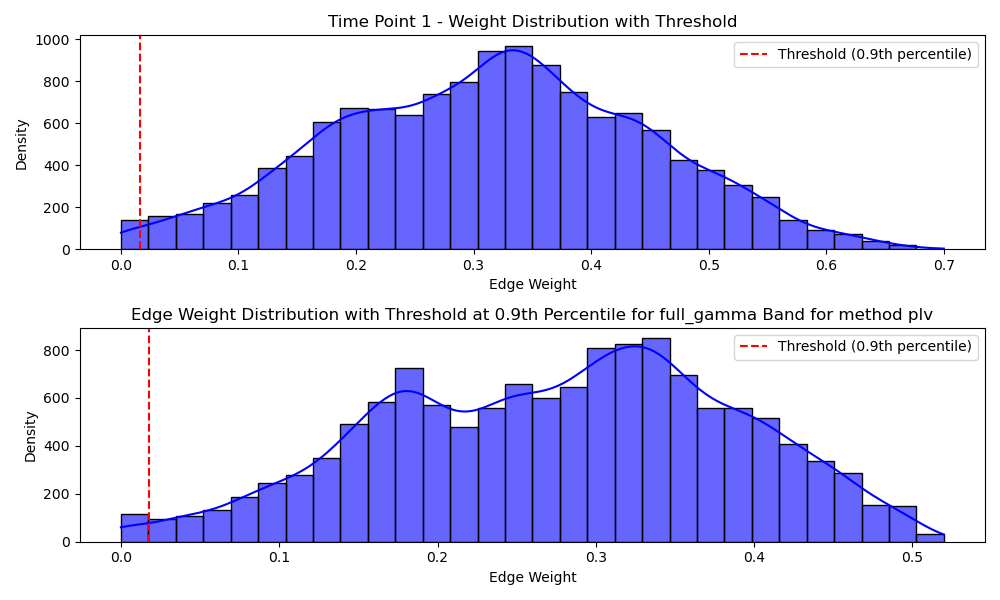 Time Point 1 - Weight Distribution with Threshold
1000
800
600
400
200
0
Density
Threshold (0.9th percentile)
0.0 0.1 0.2 0.3 0.4 0.5 0.6 0.7
Edge Weight
Edge Weight Distribution with Threshold at 0.9th Percentile for full_gamma Band for method plv
800
600
400
200
0
Density
Threshold (0.9th percentile)
0.0 0.1 0.2 0.3 0.4 0.5
Edge Weight